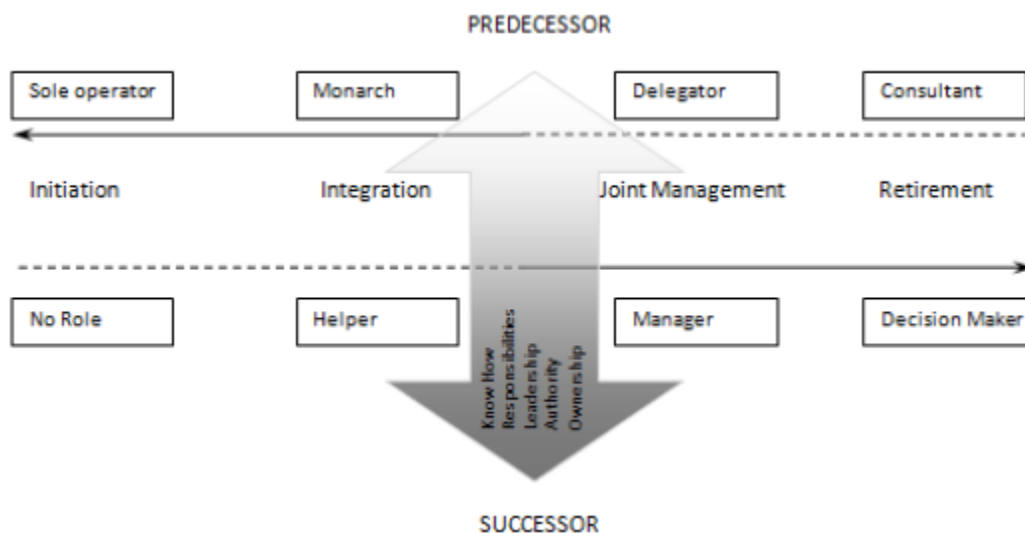 PREDECESSOR
Sole operator
Monarch
Delegator
Consultant
Initiation
Integration
Joint Management
Retirement
No Role
Helper
Manager
Decision Maker
Know How
Responsibilities
Leadership
Authority
Ownership
SUCCESSOR